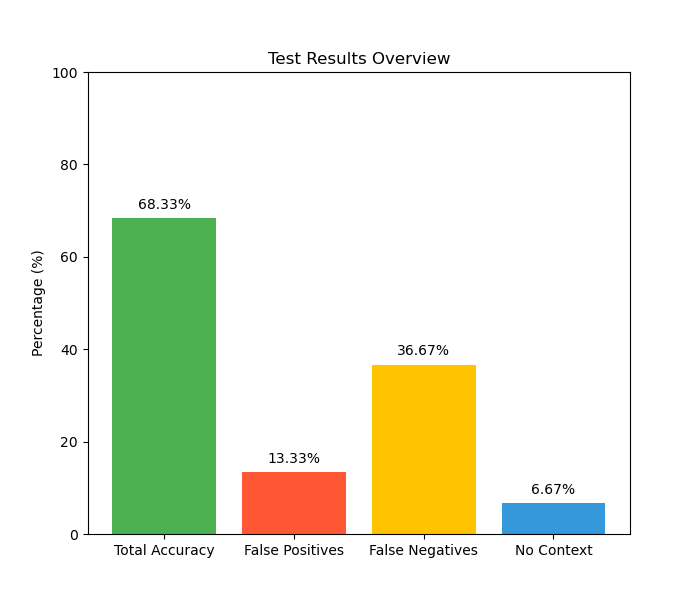 Test Results Overview
Percentage (%)
100
80
60
40
20
0
68.33%
13.33%
36.67%
6.67%
Total Accuracy
False Positives
False Negatives
No Context